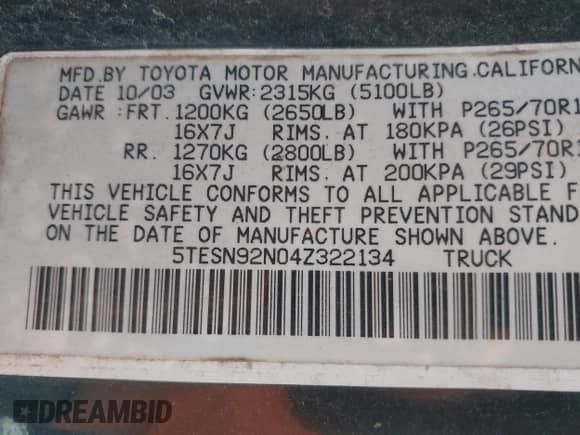 MFD.BY TOYOTA MOTOR MANUFACTURING.CALIFORN
DATE 10/03 GVWR:2315KG (5100LB)
GAWR :FRT. 1200KG (2650LB) WITH P265/70R1
16X7J RIMS. AT 180KPA (26PSI)
RR. 1270KG (2800LB) WITH P265/70R1
16X7J RIMS. AT 200KPA (29PSI)
THIS VEHICLE CONFORMS TO ALL APPLICABLE F
VEHICLE SAFETY AND THEFT PREVENTION STAND
ON THE DATE OF MANUFACTURE SHOWN ABOVE.
5TESN92N04Z322134 TRUCK
DREAMBID